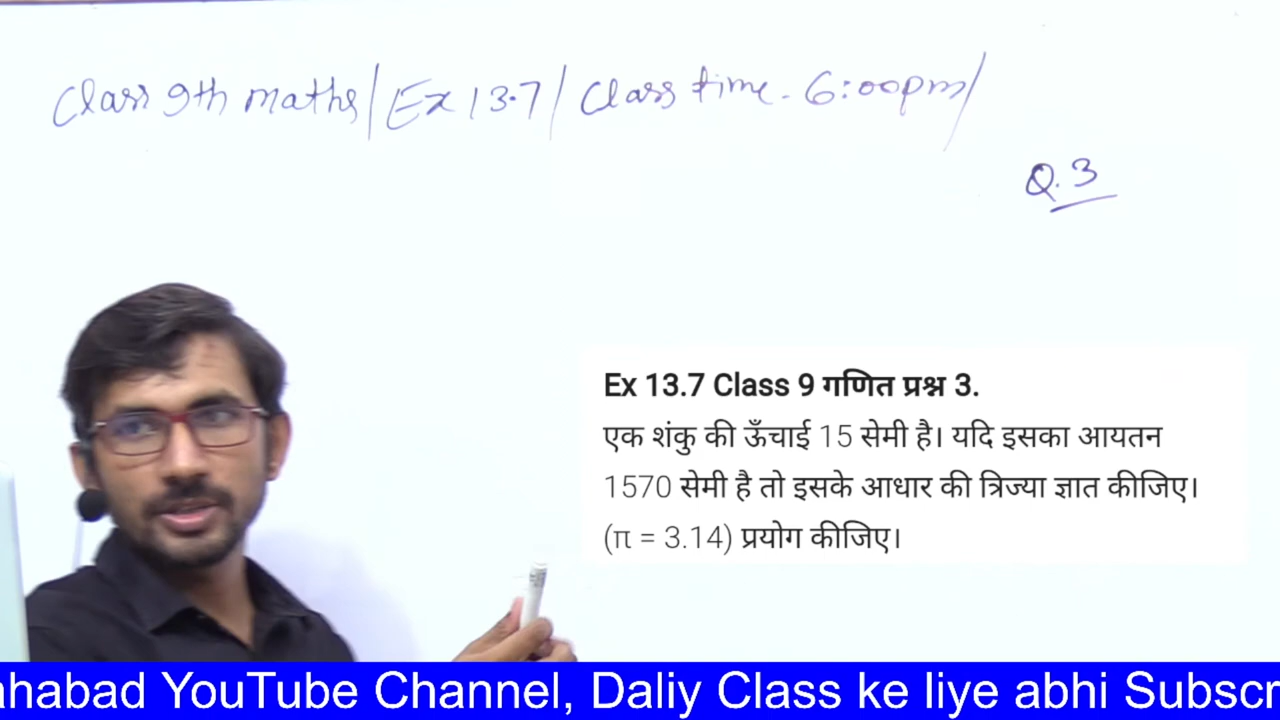 Class 9th maths/Ex 13.7/Class time - 6:00pm/
Q.3
Ex 13.7 Class 9 गणित प्रश्न 3.
एक शंकु की ऊँचाई 15 सेमी है। यदि इसका आयतन
1570 सेमी है तो इसके आधार की त्रिज्या ज्ञात कीजिए।
(π = 3.14) प्रयोग कीजिए।
ahabad YouTube Channel, Daliy Class ke liye abhi Subscr